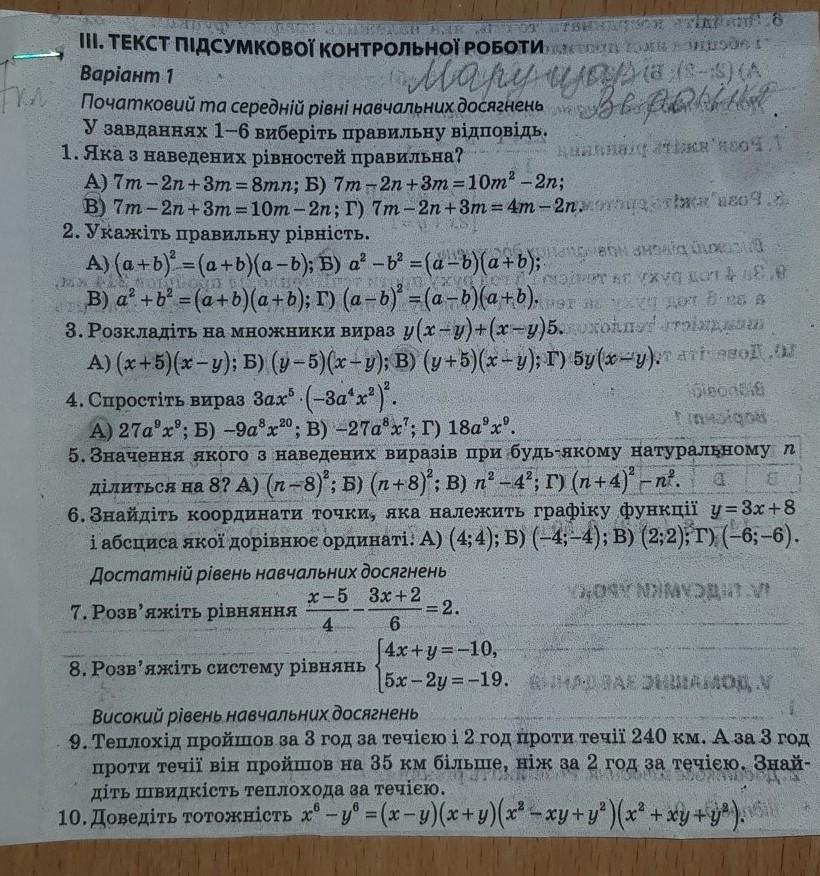 III. ТЕКСТ ПІДСУМКОВОЇ КОНТРОЛЬНОЇ РОБОТИ
Варіант 1
Початковий та середній рівні навчальних досягнень
У завданнях 1–6 виберіть правильну відповідь.
1. Яка з наведених рівностей правильна?
А) 7m – 2n + 3m = 8mn; Б) 7m – 2n + 3m = 10m² – 2n;
В) 7m – 2n + 3m = 10m – 2n; Г) 7m – 2n + 3m = 4m – 2n.
2. Укажіть правильну рівність.
А) (a+b)² = (a+b)(a–b); Б) a² – b² = (a–b)(a+b);
В) a² + b² = (a+b)(a+b); Г) (a–b)² = (a–b)(a+b).
3. Розкладіть на множники вираз y(x–y)+(x–y)5.
А) (x+5)(x–y); Б) (y–5)(x–y); В) (y+5)(x–y); Г) 5y(x–y).
4. Спростіть вираз 3ax⁵·(–3a⁴x²)².
А) 27a⁹x⁹; Б) –9a⁸x²⁰; В) –27a⁸x⁷; Г) 18a⁹x⁹.
5. Значення якого з наведених виразів при будь-якому натуральному n
ділиться на 8? А) (n–8)²; Б) (n+8)²; В) n² – 4²; Г) (n+4)² – n².
6. Знайдіть координати точки, яка належить графіку функції y = 3x + 8
і абсциса якої дорівнює ординаті. А) (4;4); Б) (–4;–4); В) (2;2); Г) (–6;–6).
Достатній рівень навчальних досягнень
7. Розв’яжіть рівняння (x–5)/4 – (3x+2)/6 = 2.
8. Розв’яжіть систему рівнянь { 4x + y = –10,
5x – 2y = –19.
Високий рівень навчальних досягнень
9. Теплохід пройшов за 3 год за течією і 2 год проти течії 240 км. А за 3 год
проти течії він пройшов на 35 км більше, ніж за 2 год за течією. Знай-
діть швидкість теплохода за течією.
10. Доведіть тотожність x⁶ – y⁶ = (x–y)(x+y)(x² – xy + y²)(x² + xy + y²).